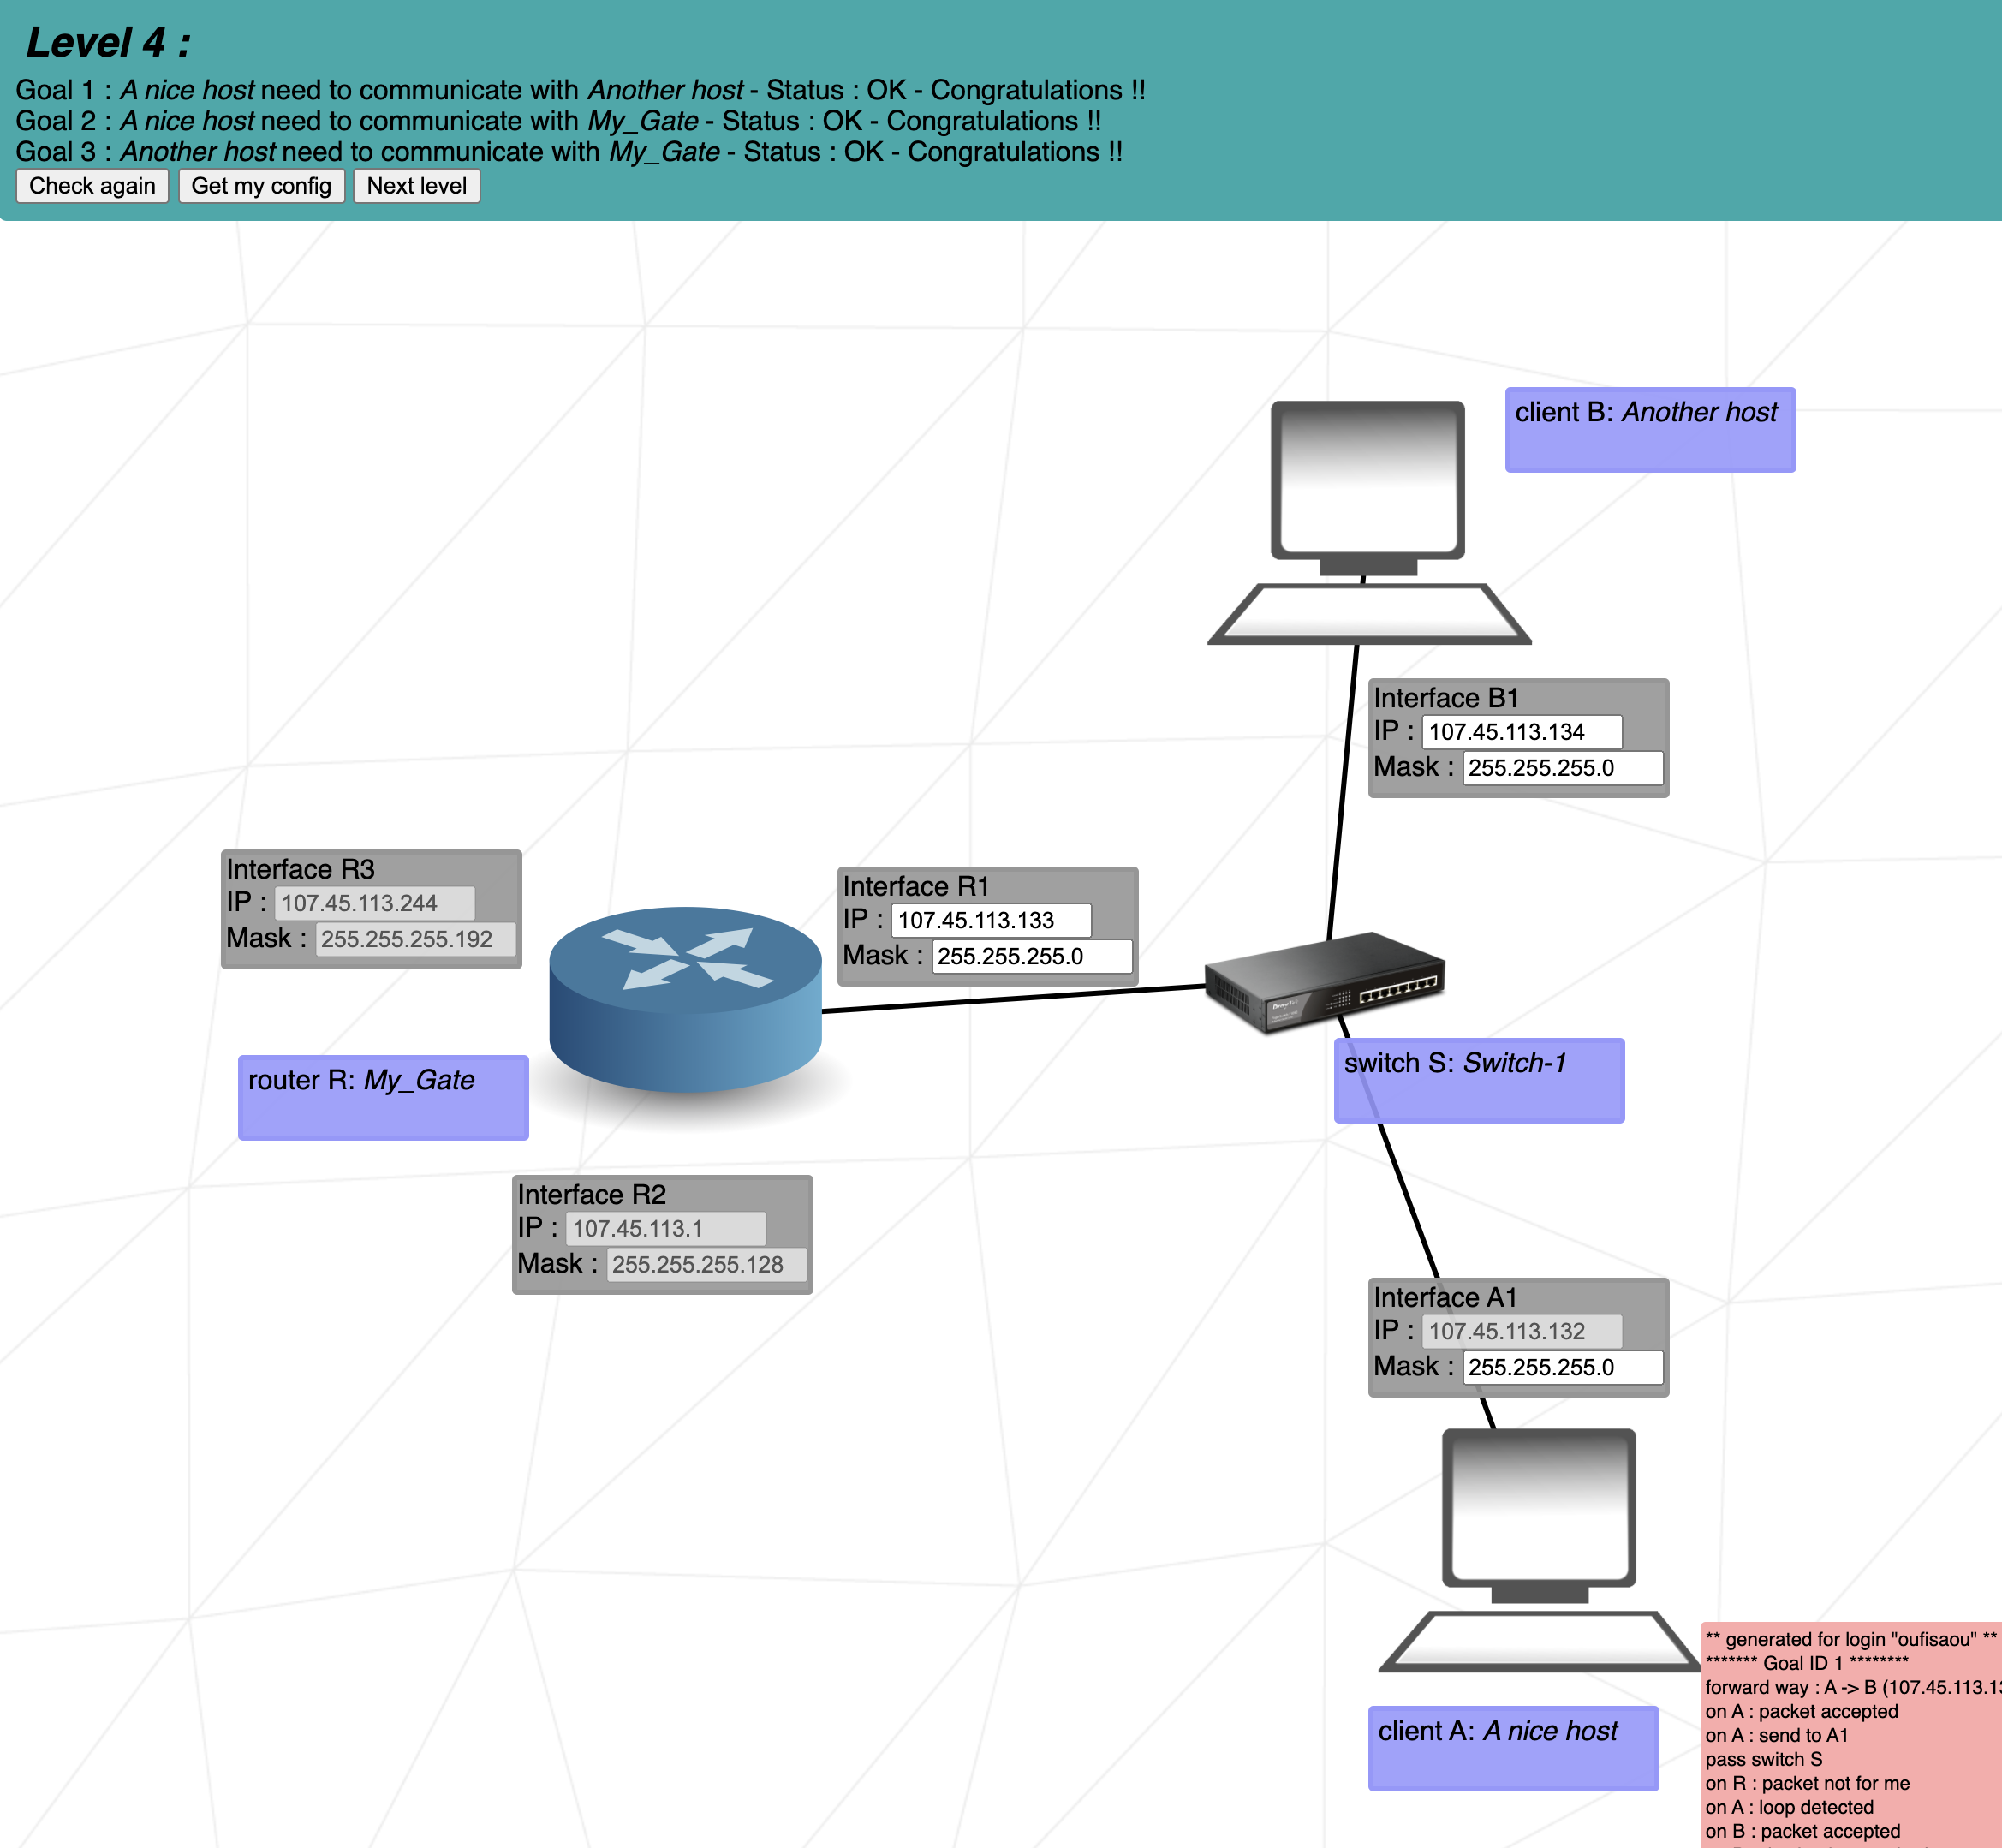 Level 4 :
Goal 1 : A nice host need to communicate with Another host - Status : OK - Congratulations !!
Goal 2 : A nice host need to communicate with My_Gate - Status : OK - Congratulations !!
Goal 3 : Another host need to communicate with My_Gate - Status : OK - Congratulations !!
Check again Get my config Next level
client B: Another host
Interface B1
IP : 107.45.113.134
Mask : 255.255.255.0
Interface R3
IP : 107.45.113.244
Mask : 255.255.255.192
Interface R1
IP : 107.45.113.133
Mask : 255.255.255.0
router R: My_Gate
switch S: Switch-1
Interface R2
IP : 107.45.113.1
Mask : 255.255.255.128
Interface A1
IP : 107.45.113.132
Mask : 255.255.255.0
client A: A nice host
** generated for login "oufisaou" **
******* Goal ID 1 ********
forward way : A -> B (107.45.113.13
on A : packet accepted
on A : send to A1
pass switch S
on R : packet not for me
on A : loop detected
on B : packet accepted